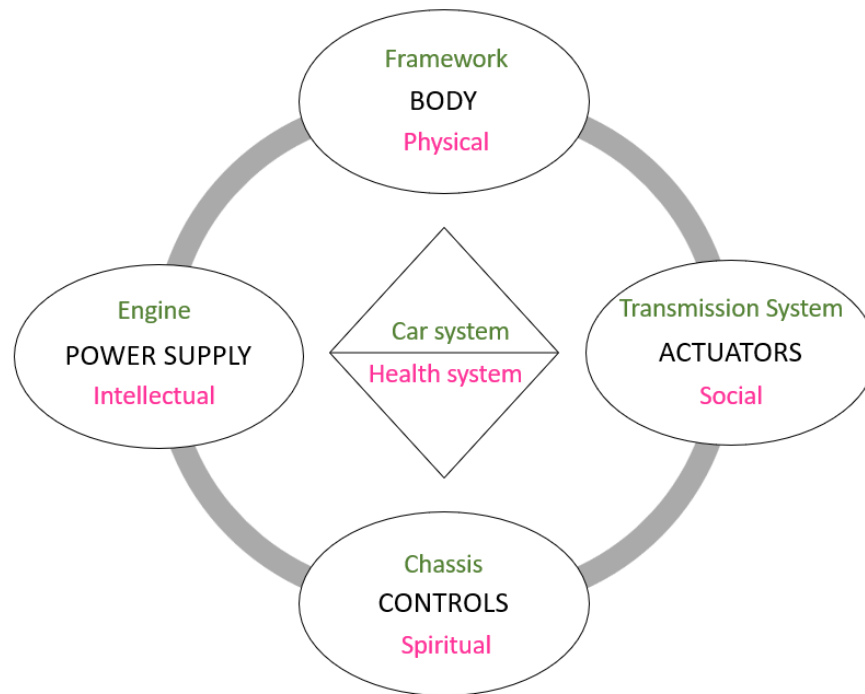 Framework
BODY
Physical
Engine
POWER SUPPLY
Intellectual
Car system
Health system
Transmission System
ACTUATORS
Social
Chassis
CONTROLS
Spiritual